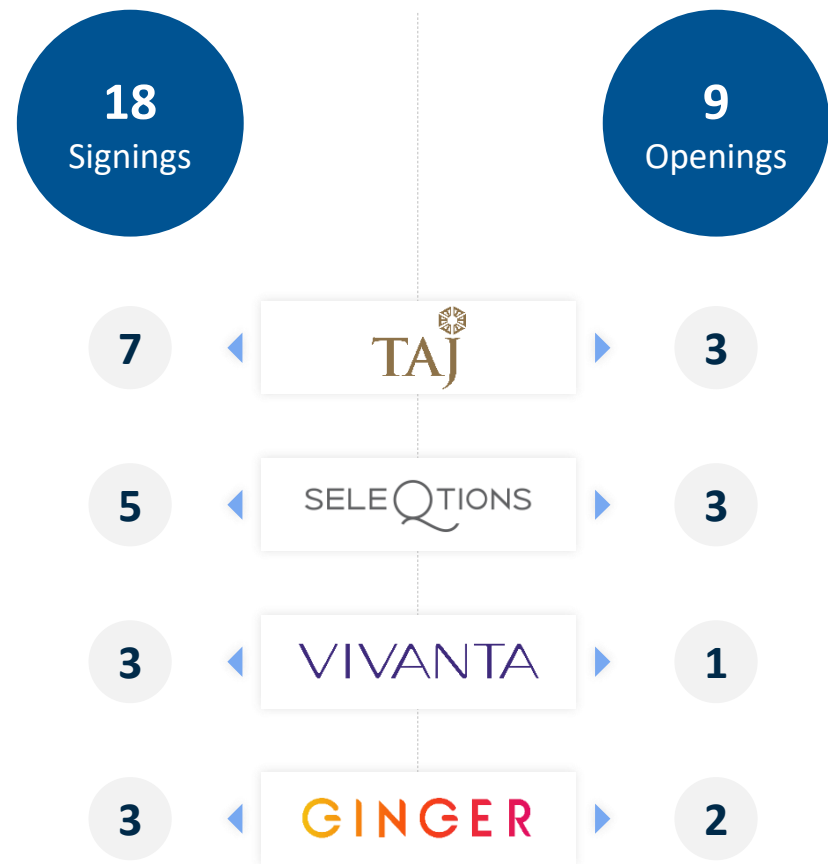 18
Signings
9
Openings
7
TAJ
3
5
SELEQTIONS
3
3
VIVANTA
1
3
GINGER
2